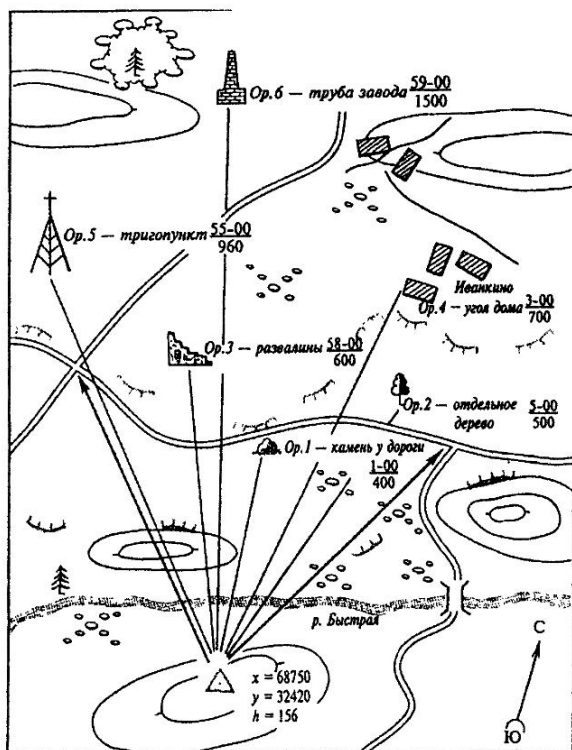 Ор.6 — труба завода 59-00
1500
Ор.5 — тригопункт 55-00
960
Иванкино
Ор.4 — угол дома 3-00
700
Ор.3 — развалины 58-00
600
Ор.2 — отдельное 5-00
дерево 500
Ор.1 — камень у дороги
1-00
400
р. Быстрая
x = 68750
y = 32420
h = 156
С
Ю